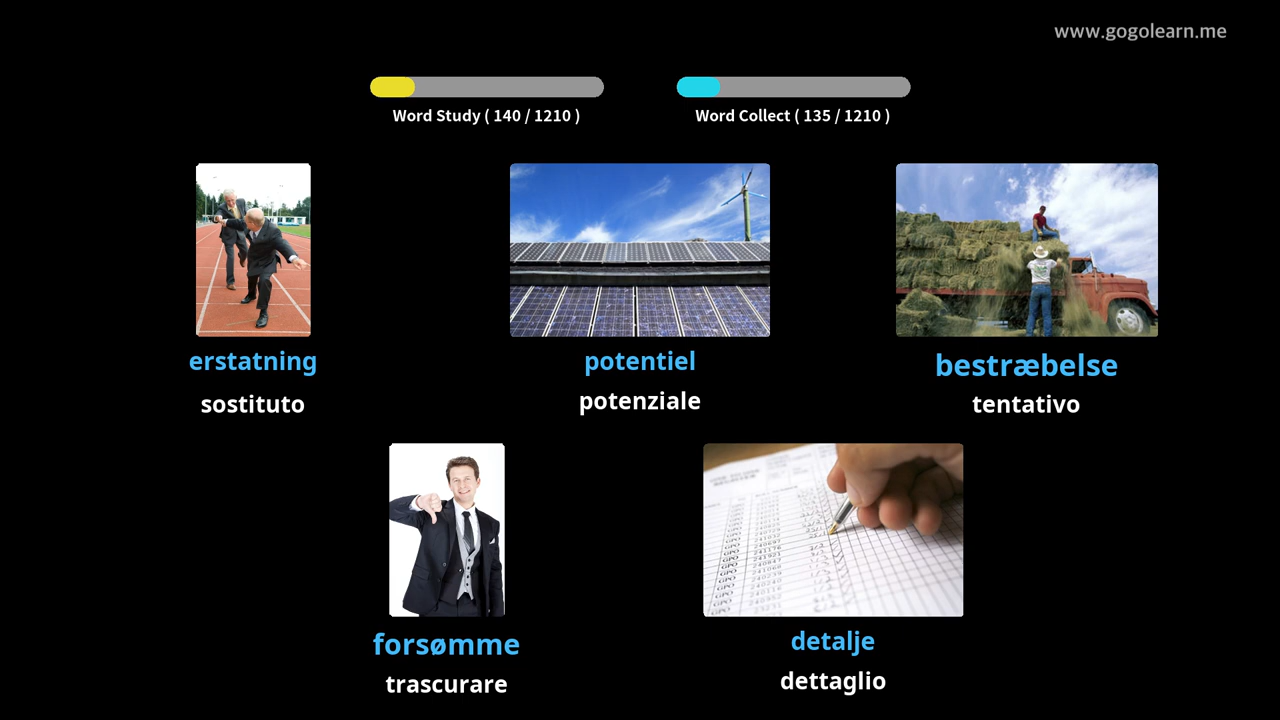 www.gogolearn.me
Word Study ( 140 / 1210 )
Word Collect ( 135 / 1210 )
erstatning
potentiel
bestræbelse
sostituto
potenziale
tentativo
forsømme
detalje
trascurare
dettaglio